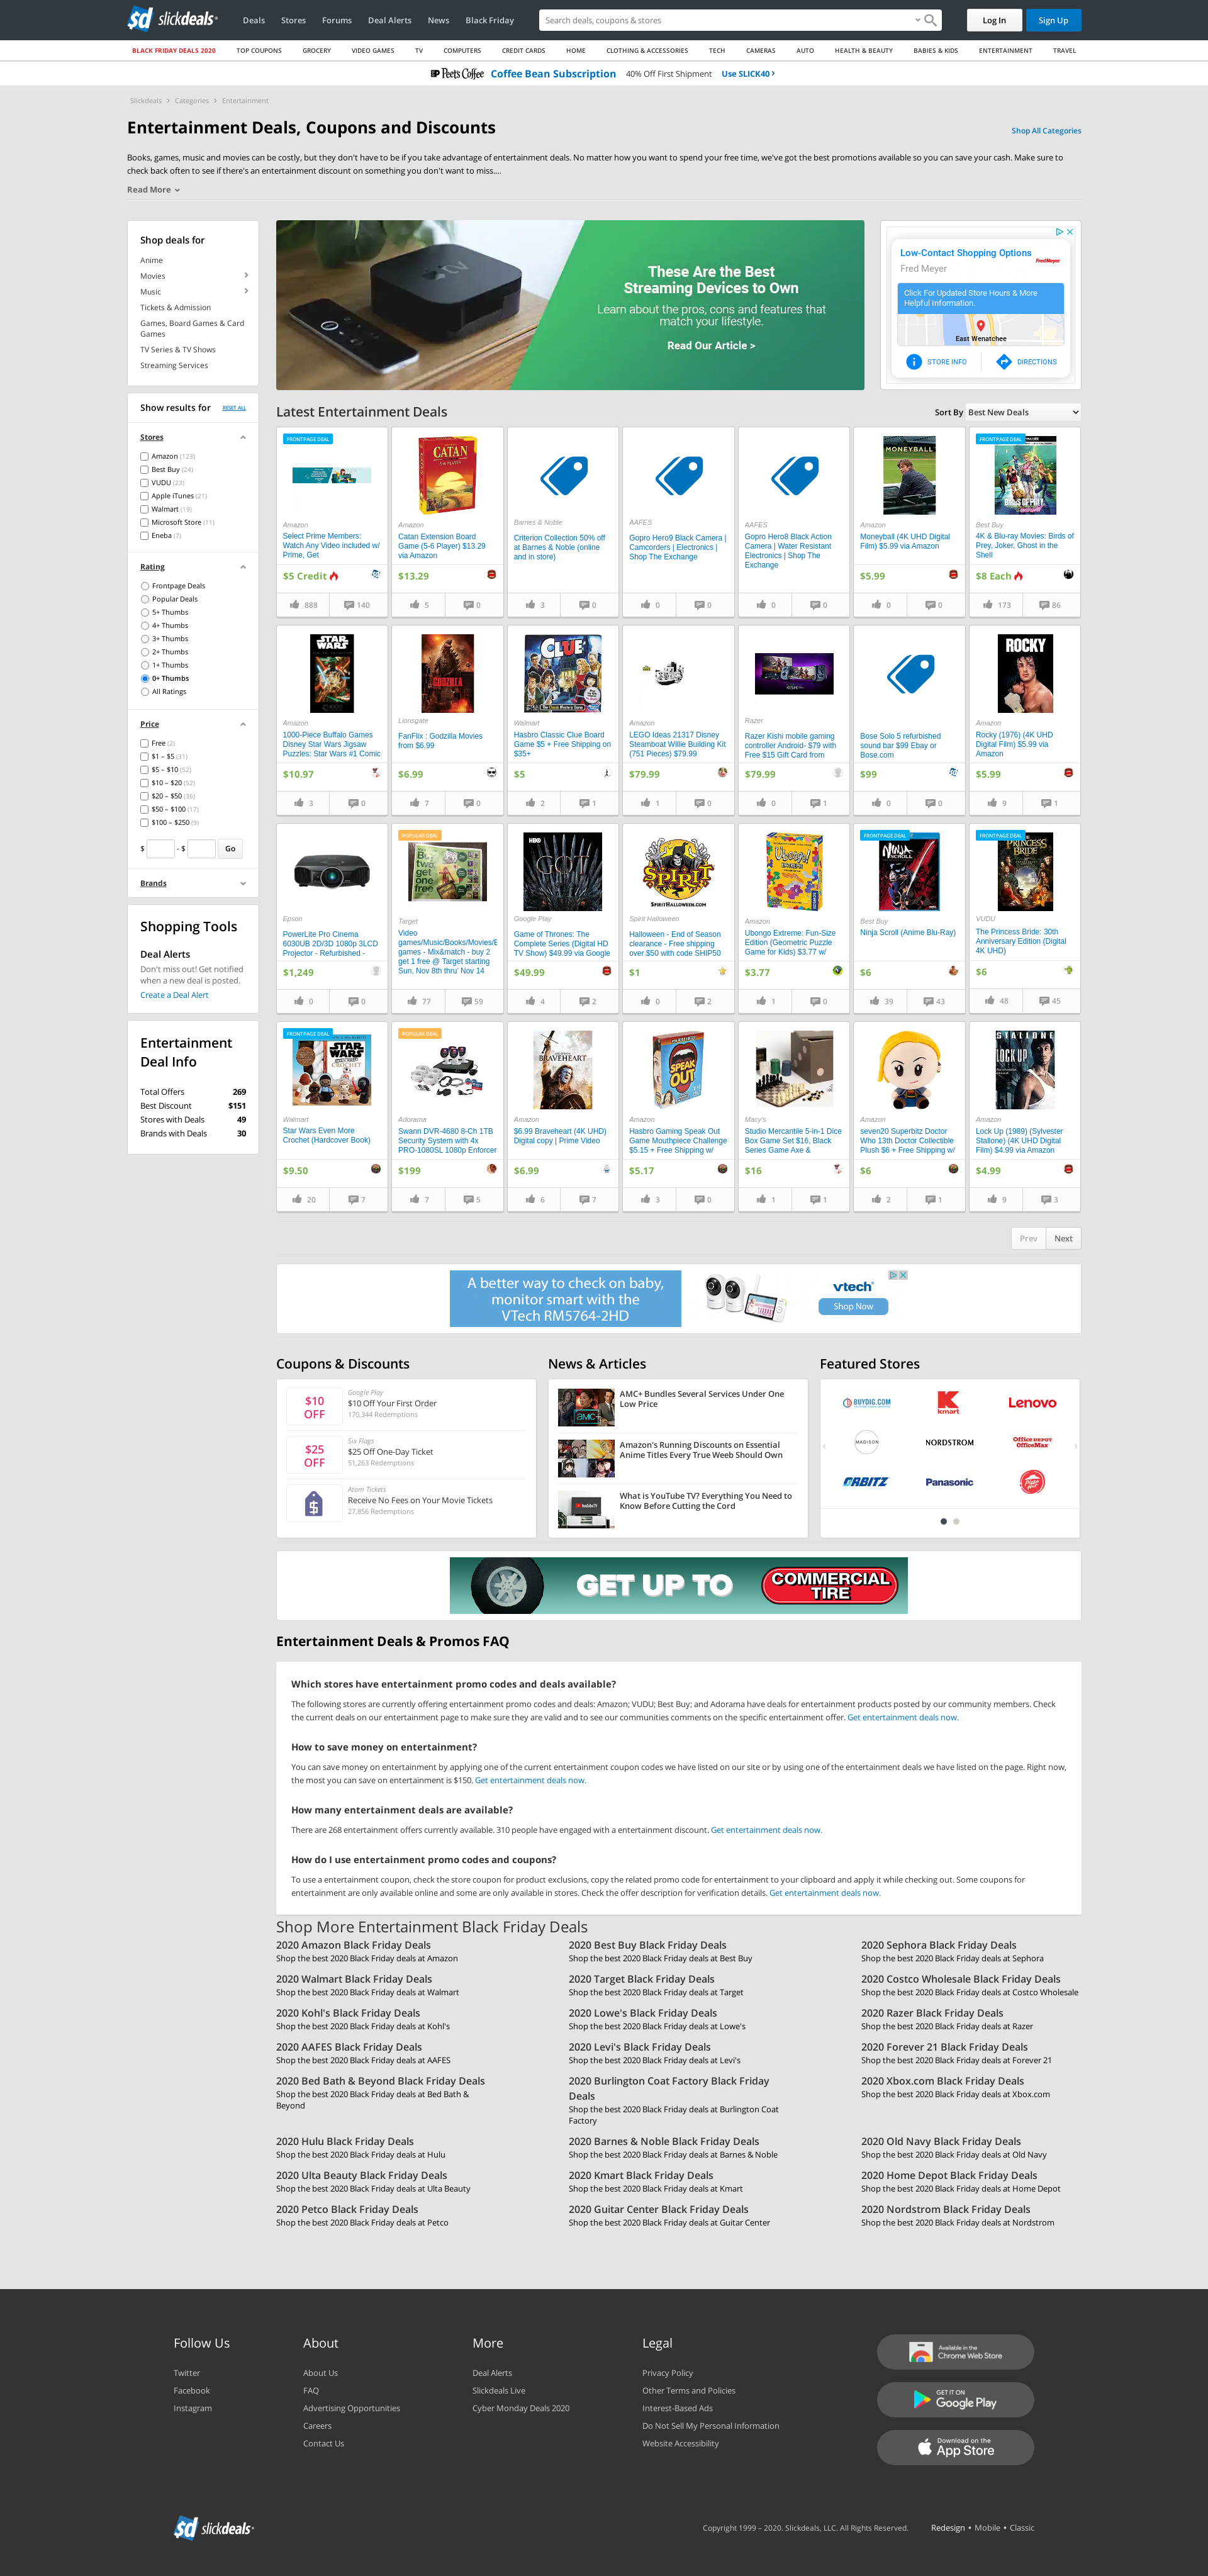 slickdeals
Deals
Stores
Forums
Deal Alerts
News
Black Friday
Search deals, coupons & stores
Log In
Sign Up
BLACK FRIDAY DEALS 2020
TOP COUPONS
GROCERY
VIDEO GAMES
TV
COMPUTERS
CREDIT CARDS
HOME
CLOTHING & ACCESSORIES
TECH
CAMERAS
AUTO
HEALTH & BEAUTY
BABIES & KIDS
ENTERTAINMENT
TRAVEL
Peet's Coffee Coffee Bean Subscription 40% Off First Shipment Use SLICK40 >
Slickdeals > Categories > Entertainment
Entertainment Deals, Coupons and Discounts
Shop All Categories
Books, games, music and movies can be costly, but they don't have to be if you take advantage of entertainment deals. No matter how you want to spend your free time, we've got the best promotions available so you can save your cash. Make sure to
check back often to see if there's an entertainment discount on something you don't want to miss....
Read More
Shop deals for
Anime
Movies
Music
Tickets & Admission
Games, Board Games & Card
Games
TV Series & TV Shows
Streaming Services
Show results for
RESET ALL
Stores
Amazon (123)
Best Buy (24)
VUDU (23)
Apple iTunes (21)
Walmart (19)
Microsoft Store (11)
Eneba (7)
Rating
Frontpage Deals
Popular Deals
5+ Thumbs
4+ Thumbs
3+ Thumbs
2+ Thumbs
1+ Thumbs
0+ Thumbs
All Ratings
Price
Free (2)
$1 – $5 (31)
$5 – $10 (52)
$10 – $20 (52)
$20 – $50 (36)
$50 – $100 (17)
$100 – $250 (9)
$ - $ Go
Brands
Shopping Tools
Deal Alerts
Don't miss out! Get notified
when a new deal is posted.
Create a Deal Alert
Entertainment
Deal Info
Total Offers 269
Best Discount $151
Stores with Deals 49
Brands with Deals 30
These Are the Best
Streaming Devices to Own
Learn about the pros, cons and features that
match your lifestyle.
Read Our Article >
Low-Contact Shopping Options
Fred Meyer
Click For Updated Store Hours & More
Helpful Information.
East Wenatchee
STORE INFO
DIRECTIONS
Latest Entertainment Deals
Sort By Best New Deals
FRONTPAGE DEAL
Amazon
Select Prime Members:
Watch Any Video included w/
Prime, Get
$5 Credit
888 140
CATAN
Amazon
Catan Extension Board
Game (5-6 Player) $13.29
via Amazon
$13.29
5 0
Barnes & Noble
Criterion Collection 50% off
at Barnes & Noble (online
and in store)
3 0
AAFES
Gopro Hero9 Black Camera |
Camcorders | Electronics |
Shop The Exchange
0 0
AAFES
Gopro Hero8 Black Action
Camera | Water Resistant
Electronics | Shop The
Exchange
0 0
MONEYBALL
Amazon
Moneyball (4K UHD Digital
Film) $5.99 via Amazon
$5.99
0 0
FRONTPAGE DEAL
Best Buy
4K & Blu-ray Movies: Birds of
Prey, Joker, Ghost in the
Shell
$8 Each
173 86
STAR WARS
Amazon
1000-Piece Buffalo Games
Disney Star Wars Jigsaw
Puzzles: Star Wars #1 Comic
$10.97
3 0
GODZILLA
Lionsgate
FanFlix : Godzilla Movies
from $6.99
$6.99
7 0
CLUE
Walmart
Hasbro Classic Clue Board
Game $5 + Free Shipping on
$35+
$5
2 1
Amazon
LEGO Ideas 21317 Disney
Steamboat Willie Building Kit
(751 Pieces) $79.99
$79.99
1 0
Razer
Razer Kishi mobile gaming
controller Android- $79 with
Free $15 Gift Card from
$79.99
0 1
Bose Solo 5 refurbished
sound bar $99 Ebay or
Bose.com
$99
0 0
ROCKY
Amazon
Rocky (1976) (4K UHD
Digital Film) $5.99 via
Amazon
$5.99
9 1
Epson
PowerLite Pro Cinema
6030UB 2D/3D 1080p 3LCD
Projector - Refurbished -
$1,249
0 0
POPULAR DEAL
Target
Video
games/Music/Books/Movies/E
games - Mix&match - buy 2
get 1 free @ Target starting
Sun, Nov 8th thru' Nov 14
77 59
HBO
GOT
Google Play
Game of Thrones: The
Complete Series (Digital HD
TV Show) $49.99 via Google
$49.99
4 2
SPIRIT
SPIRITHALLOWEEN.COM
Spirit Halloween
Halloween - End of Season
clearance - Free shipping
over $50 with code SHIP50
$1
0 2
Ubongo!
Amazon
Ubongo Extreme: Fun-Size
Edition (Geometric Puzzle
Game for Kids) $3.77 w/
$3.77
1 0
FRONTPAGE DEAL
NINJA SCROLL
Best Buy
Ninja Scroll (Anime Blu-Ray)
$6
39 43
FRONTPAGE DEAL
PRINCESS BRIDE
VUDU
The Princess Bride: 30th
Anniversary Edition (Digital
4K UHD)
$6
48 45
FRONTPAGE DEAL
STAR WARS
Walmart
Star Wars Even More
Crochet (Hardcover Book)
$9.50
20 7
POPULAR DEAL
Adorama
Swann DVR-4680 8-Ch 1TB
Security System with 4x
PRO-1080SL 1080p Enforcer
$199
7 5
BRAVEHEART
Amazon
$6.99 Braveheart (4K UHD)
Digital copy | Prime Video
$6.99
6 7
SPEAK OUT
Amazon
Hasbro Gaming Speak Out
Game Mouthpiece Challenge
$5.15 + Free Shipping w/
$5.17
3 0
Macy's
Studio Mercantile 5-in-1 Dice
Box Game Set $16, Black
Series Game Axe &
$16
1 1
Amazon
seven20 Superbitz Doctor
Who 13th Doctor Collectible
Plush $6 + Free Shipping w/
$6
2 1
STALLONE
LOCK UP
Amazon
Lock Up (1989) (Sylvester
Stallone) (4K UHD Digital
Film) $4.99 via Amazon
$4.99
9 3
Prev Next
A better way to check on baby,
monitor smart with the
VTech RM5764-2HD
vtech
Shop Now
Coupons & Discounts
$10
OFF
Google Play
$10 Off Your First Order
170,344 Redemptions
$25
OFF
Six Flags
$25 Off One-Day Ticket
51,263 Redemptions
Atom Tickets
Receive No Fees on Your Movie Tickets
27,856 Redemptions
News & Articles
AMC+ Bundles Several Services Under One
Low Price
Amazon's Running Discounts on Essential
Anime Titles Every True Weeb Should Own
What is YouTube TV? Everything You Need to
Know Before Cutting the Cord
Featured Stores
BUYDIG.COM
kmart
Lenovo
MADISON
NORDSTROM
Office DEPOT
OfficeMax
ORBITZ
Panasonic
GET UP TO
COMMERCIAL
TIRE
Entertainment Deals & Promos FAQ
Which stores have entertainment promo codes and deals available?
The following stores are currently offering entertainment promo codes and deals: Amazon; VUDU; Best Buy; and Adorama have deals for entertainment products posted by our community members. Check
the current deals on our entertainment page to make sure they are valid and to see our communities comments on the specific entertainment offer. Get entertainment deals now.
How to save money on entertainment?
You can save money on entertainment by applying one of the current entertainment coupon codes we have listed on our site or by using one of the entertainment deals we have listed on the page. Right now,
the most you can save on entertainment is $150. Get entertainment deals now.
How many entertainment deals are available?
There are 268 entertainment offers currently available. 310 people have engaged with a entertainment discount. Get entertainment deals now.
How do I use entertainment promo codes and coupons?
To use a entertainment coupon, check the store coupon for product exclusions, copy the related promo code for entertainment to your clipboard and apply it while checking out. Some coupons for
entertainment are only available online and some are only available in stores. Check the offer description for verification details. Get entertainment deals now.
Shop More Entertainment Black Friday Deals
2020 Amazon Black Friday Deals
Shop the best 2020 Black Friday deals at Amazon
2020 Best Buy Black Friday Deals
Shop the best 2020 Black Friday deals at Best Buy
2020 Sephora Black Friday Deals
Shop the best 2020 Black Friday deals at Sephora
2020 Walmart Black Friday Deals
Shop the best 2020 Black Friday deals at Walmart
2020 Target Black Friday Deals
Shop the best 2020 Black Friday deals at Target
2020 Costco Wholesale Black Friday Deals
Shop the best 2020 Black Friday deals at Costco Wholesale
2020 Kohl's Black Friday Deals
Shop the best 2020 Black Friday deals at Kohl's
2020 Lowe's Black Friday Deals
Shop the best 2020 Black Friday deals at Lowe's
2020 Razer Black Friday Deals
Shop the best 2020 Black Friday deals at Razer
2020 AAFES Black Friday Deals
Shop the best 2020 Black Friday deals at AAFES
2020 Levi's Black Friday Deals
Shop the best 2020 Black Friday deals at Levi's
2020 Forever 21 Black Friday Deals
Shop the best 2020 Black Friday deals at Forever 21
2020 Bed Bath & Beyond Black Friday Deals
Shop the best 2020 Black Friday deals at Bed Bath &
Beyond
2020 Burlington Coat Factory Black Friday
Deals
Shop the best 2020 Black Friday deals at Burlington Coat
Factory
2020 Xbox.com Black Friday Deals
Shop the best 2020 Black Friday deals at Xbox.com
2020 Hulu Black Friday Deals
Shop the best 2020 Black Friday deals at Hulu
2020 Barnes & Noble Black Friday Deals
Shop the best 2020 Black Friday deals at Barnes & Noble
2020 Old Navy Black Friday Deals
Shop the best 2020 Black Friday deals at Old Navy
2020 Ulta Beauty Black Friday Deals
Shop the best 2020 Black Friday deals at Ulta Beauty
2020 Kmart Black Friday Deals
Shop the best 2020 Black Friday deals at Kmart
2020 Home Depot Black Friday Deals
Shop the best 2020 Black Friday deals at Home Depot
2020 Petco Black Friday Deals
Shop the best 2020 Black Friday deals at Petco
2020 Guitar Center Black Friday Deals
Shop the best 2020 Black Friday deals at Guitar Center
2020 Nordstrom Black Friday Deals
Shop the best 2020 Black Friday deals at Nordstrom
Follow Us
Twitter
Facebook
Instagram
About
About Us
FAQ
Advertising Opportunities
Careers
Contact Us
More
Deal Alerts
Slickdeals Live
Cyber Monday Deals 2020
Legal
Privacy Policy
Other Terms and Policies
Interest-Based Ads
Do Not Sell My Personal Information
Website Accessibility
Available in the
Chrome Web Store
GET IT ON
Google Play
Download on the
App Store
slickdeals
Copyright 1999 – 2020. Slickdeals, LLC. All Rights Reserved.
Redesign • Mobile • Classic